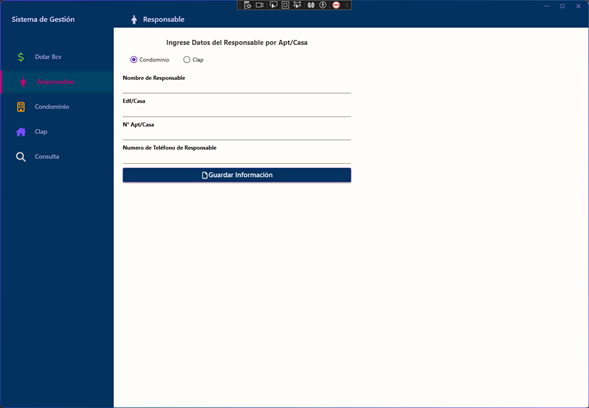 Sistema de Gestión
Responsable
Dolar Bcv
Responsable
Condominio
Clap
Consulta
Ingrese Datos del Responsable por Apt/Casa
Condominio
Clap
Nombre de Responsable
Edf/Casa
N° Apt/Casa
Numero de Teléfono de Responsable
Guardar Información